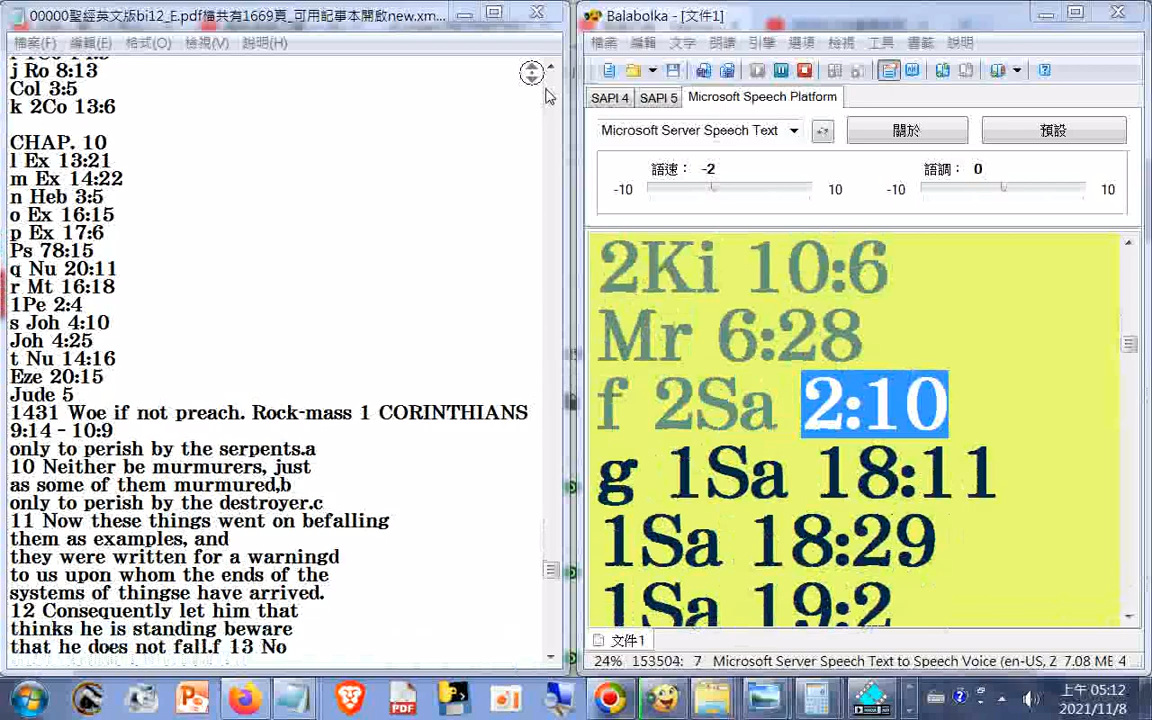 00000聖經英文版bi12_E.pdf檔共有1669頁_可用記事本開啟new.xm...
檔案(F) 編輯(E) 格式(O) 檢視(V) 說明(H)
j Ro 8:13
Col 3:5
k 2Co 13:6
CHAP. 10
l Ex 13:21
m Ex 14:22
n Heb 3:5
o Ex 16:15
p Ex 17:6
Ps 78:15
q Nu 20:11
r Mt 16:18
1Pe 2:4
s Joh 4:10
Joh 4:25
t Nu 14:16
Eze 20:15
Jude 5
1431 Woe if not preach. Rock-mass 1 CORINTHIANS
9:14 - 10:9
only to perish by the serpents.a
10 Neither be murmurers, just
as some of them murmured,b
only to perish by the destroyer.c
11 Now these things went on befalling
them as examples, and
they were written for a warningd
to us upon whom the ends of the
systems of thingse have arrived.
12 Consequently let him that
thinks he is standing beware
that he does not fall.f 13 No
Balabolka - [文件1]
檔案 編輯 文字 朗讀 引擎 選項 檢視 工具 書籤 說明
SAPI 4 SAPI 5 Microsoft Speech Platform
Microsoft Server Speech Text 關於 預設
語速： -2 語調： 0
-10 10 -10 10
2Ki 10:6
Mr 6:28
f 2Sa 2:10
g 1Sa 18:11
1Sa 18:29
1Sa 19:2
文件1
24% 153504: 7 Microsoft Server Speech Text to Speech Voice (en-US, 2 7.08 MB 4
上午 05:12
2021/11/8